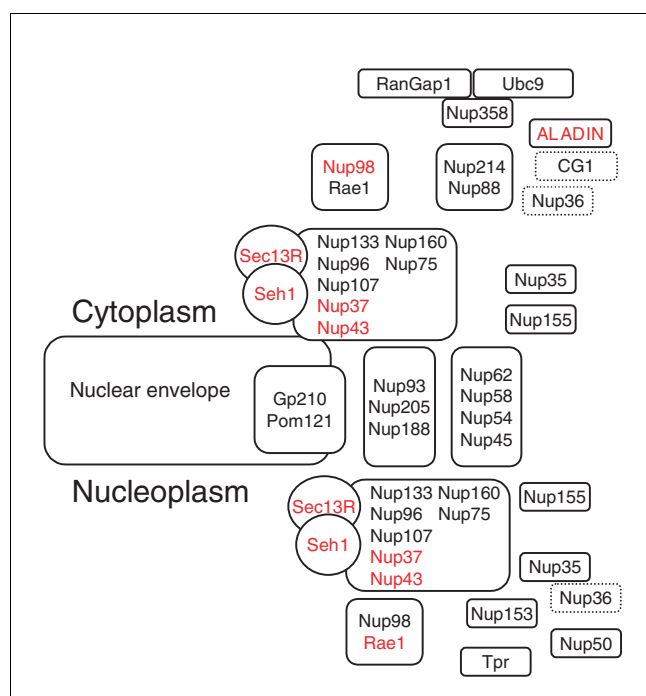 RanGap1 Ubc9
Nup358
ALADIN
Nup98
Rae1
Nup214
Nup88
CG1
Nup36
Sec13R
Seh1
Nup133 Nup160
Nup96 Nup75
Nup107
Nup37
Nup43
Nup35
Nup155
Cytoplasm
Nuclear envelope
Gp210
Pom121
Nup93
Nup205
Nup188
Nup62
Nup58
Nup54
Nup45
Nucleoplasm
Sec13R
Seh1
Nup133 Nup160
Nup96 Nup75
Nup107
Nup37
Nup43
Nup155
Nup35
Nup36
Nup98
Rae1
Nup153
Nup50
Tpr